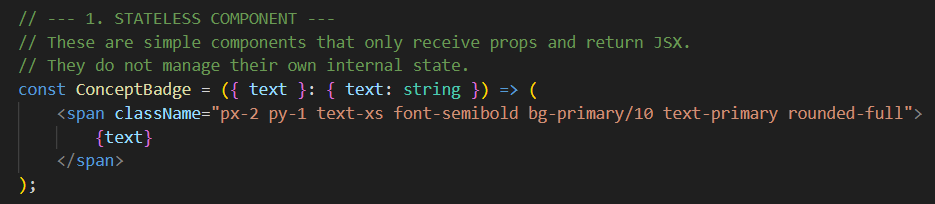 // --- 1. STATELESS COMPONENT ---
// These are simple components that only receive props and return JSX.
// They do not manage their own internal state.
const ConceptBadge = ({ text }: { text: string }) => (
    <span className="px-2 py-1 text-xs font-semibold bg-primary/10 text-primary rounded-full">
        {text}
    </span>
);